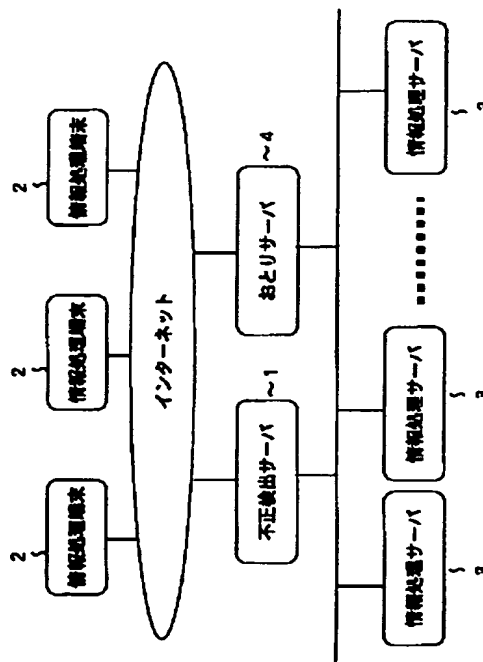 2
2
2
情報処理端末
情報処理端末
情報処理端末
インターネット
不正検出サーバ
~1
おとりサーバ
~4
情報処理サーバ
情報処理サーバ
情報処理サーバ